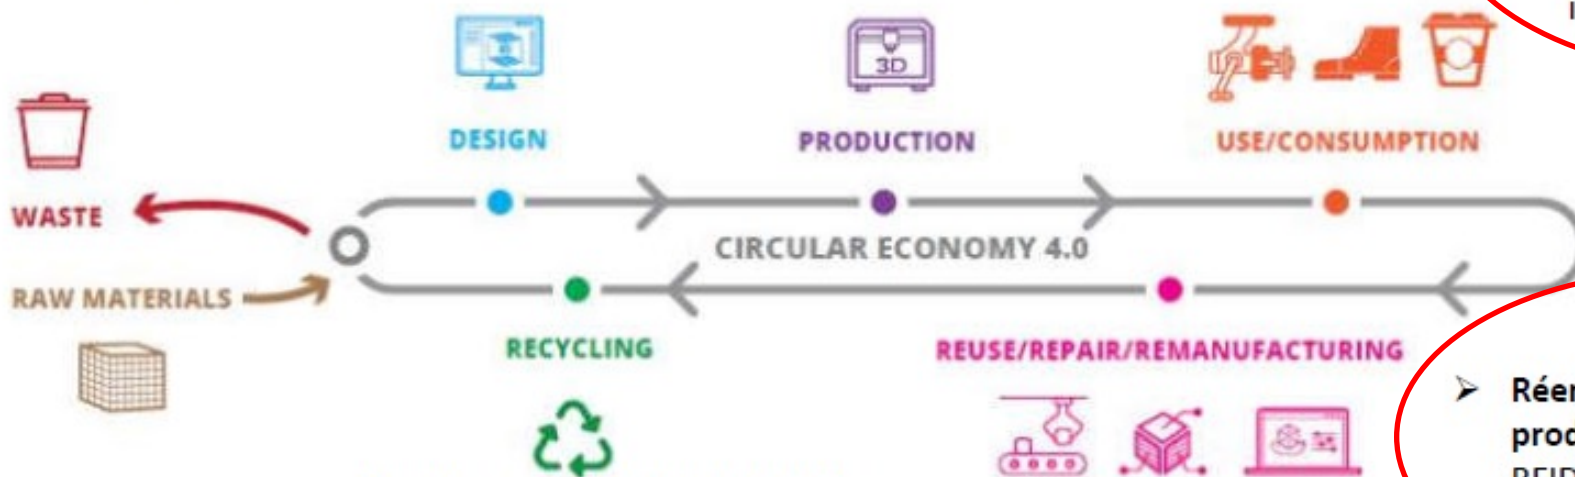 3D
DESIGN
PRODUCTION
USE/CONSUMPTION
WASTE
CIRCULAR ECONOMY 4.0
RAW MATERIALS
RECYCLING
REUSE/REPAIR/REMANUFACTURING
➢